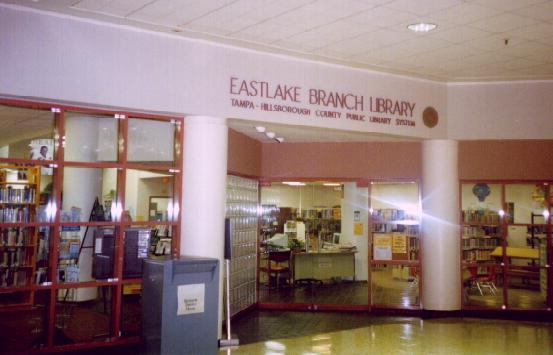 EASTLAKE BRANCH LIBRARY
TAMPA-HILLSBOROUGH COUNTY PUBLIC LIBRARY SYSTEM